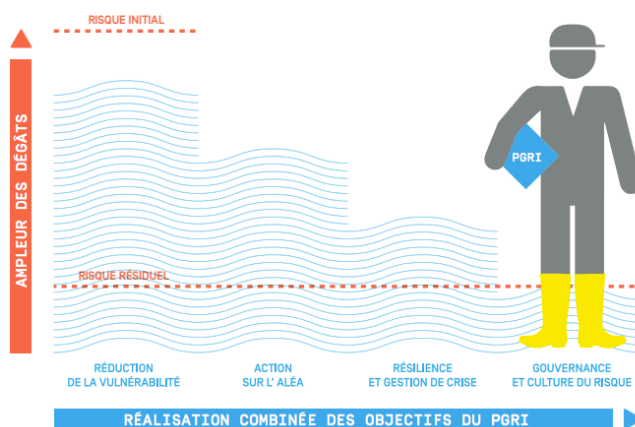 RISQUE INITIAL
AMPLEUR DES DÉGÂTS
PGRI
RISQUE RÉSIDUEL
RÉDUCTION
DE LA VULNÉRABILITÉ
ACTION
SUR L' ALÉA
RÉSILIENCE
ET GESTION DE CRISE
GOUVERNANCE
ET CULTURE DU RISQUE
RÉALISATION COMBINÉE DES OBJECTIFS DU PGRI